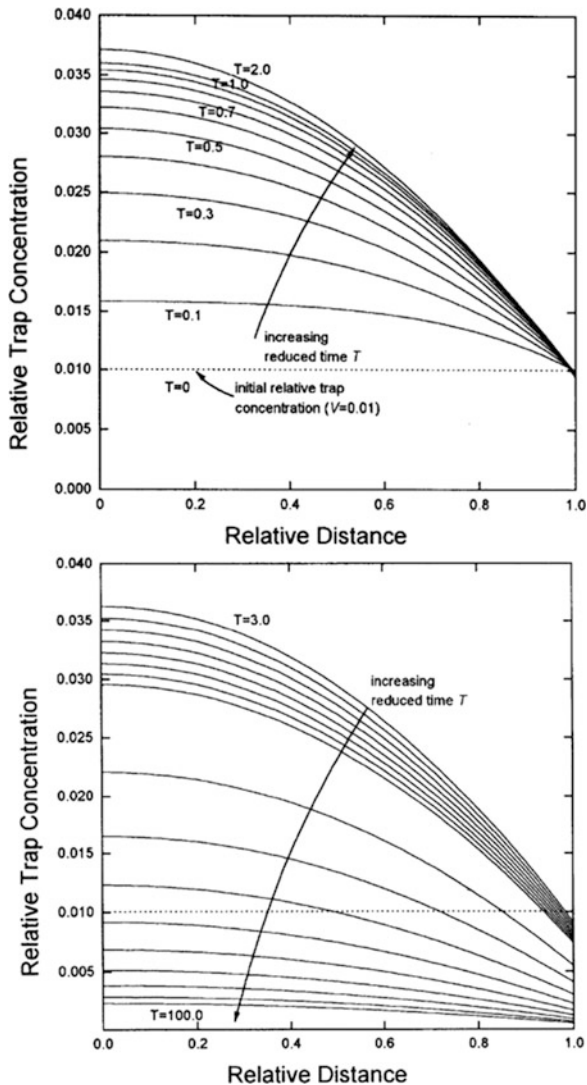 0.040
0.035
0.030
0.025
0.020
0.015
0.010
0.005
0.000
Relative Trap Concentration
T=2.0
T=1.0
T=0.7
T=0.5
T=0.3
T=0.1
increasing
reduced time T
T=0
initial relative trap
concentration (V=0.01)
0.0 0.2 0.4 0.6 0.8 1.0
Relative Distance
0.040
0.035
0.030
0.025
0.020
0.015
0.010
0.005
Relative Trap Concentration
T=3.0
increasing
reduced time T
T=100.0
0.0 0.2 0.4 0.6 0.8 1.0
Relative Distance